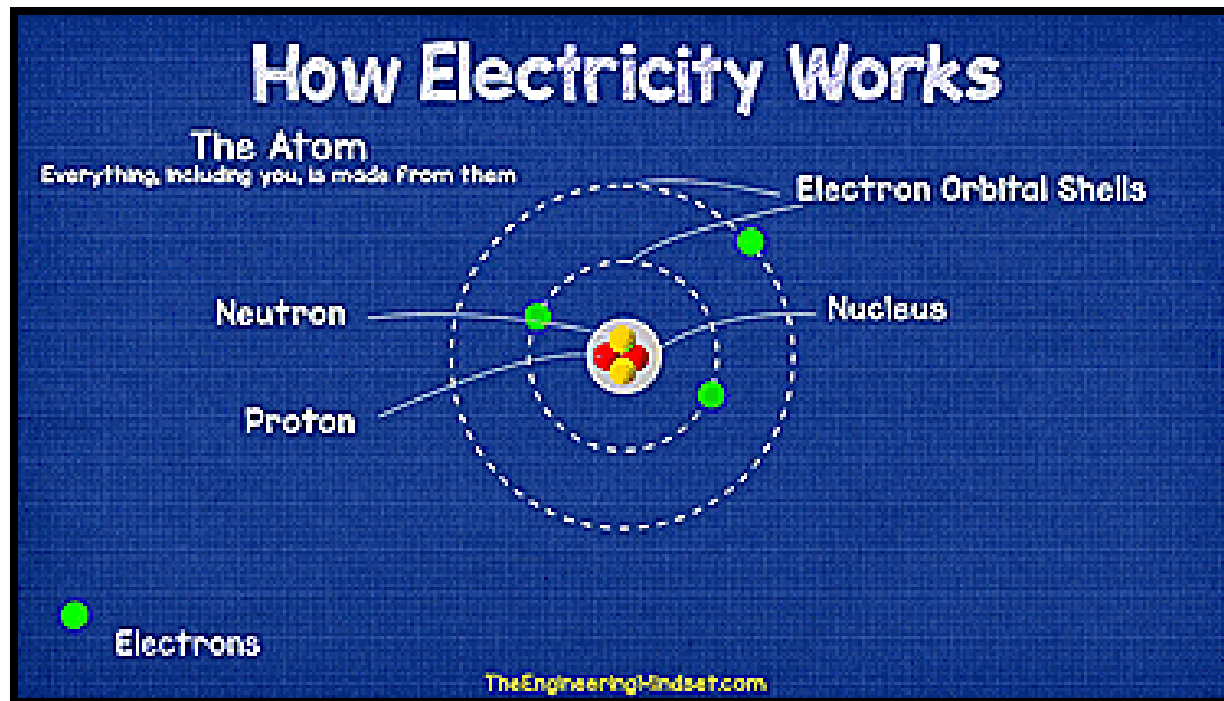 How Electricity Works
The Atom
Everything, including you, is made from them
Electron Orbital Shells
Neutron
Nucleus
Proton
Electrons
TheEngineeringMindset.com